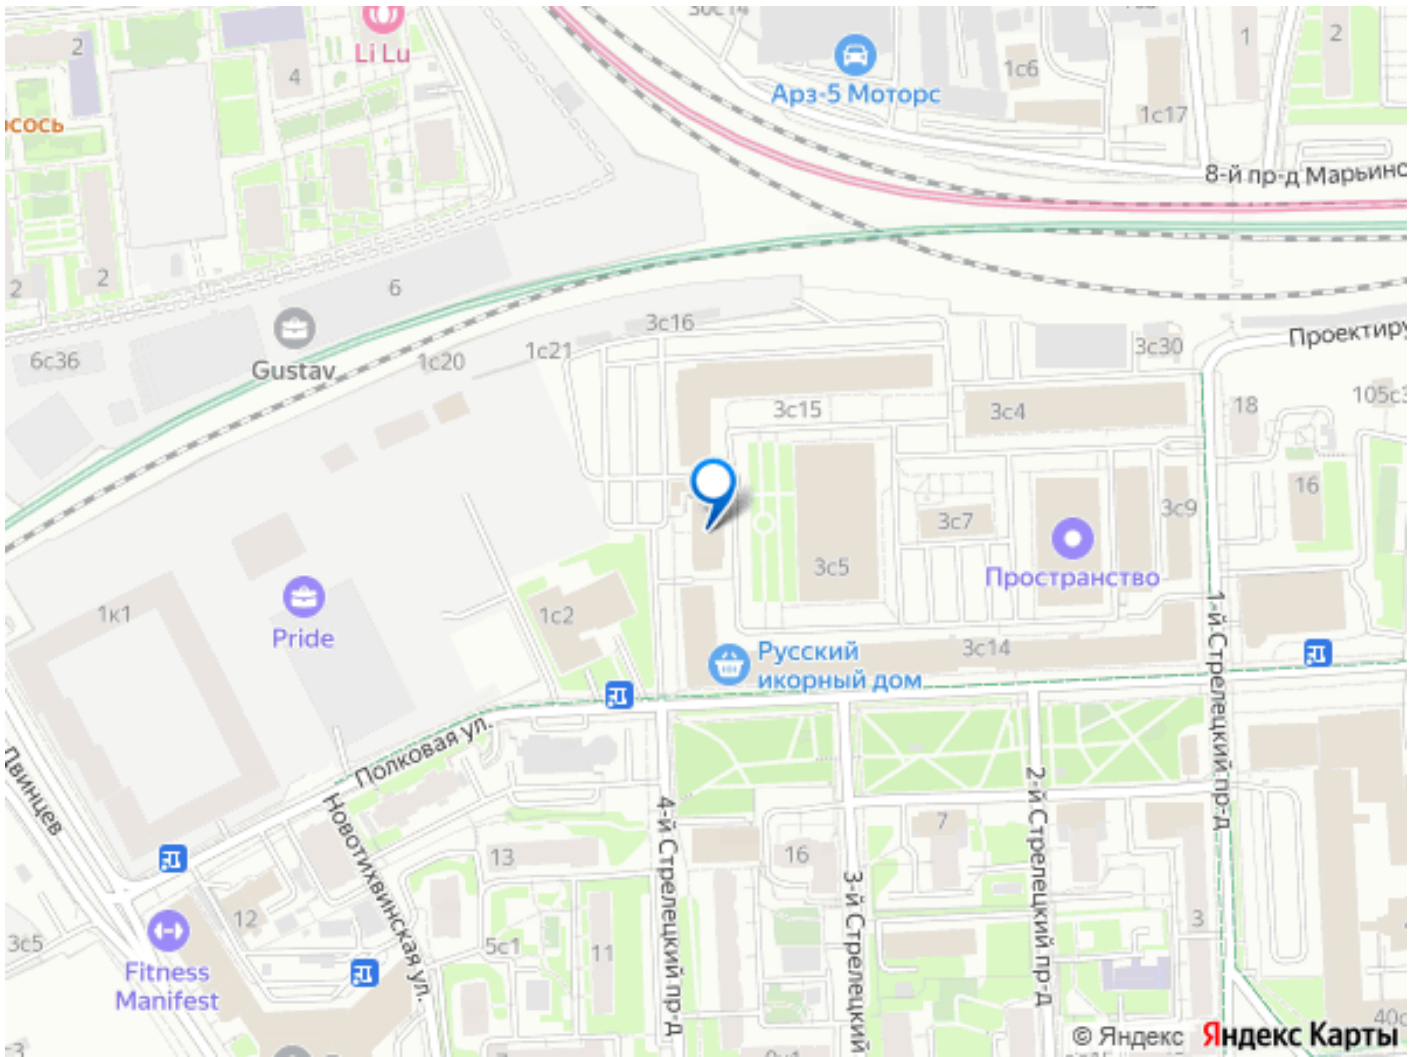 2
Li Lu
4
Арз-5 Моторс
1с6
1
2
1с17
8-й пр-д Марьино
2
2
6
Gustav
6с36
1с20
1с21
3с16
3с30
Проектиру
3с15
3с4
18
105с3
16
3с7
3с9
3с5
Пространство
1к1
Pride
1с2
Русский
икорный дом
3с14
1-й Стрелецкий пр-д
Полковая ул.
Новотихвинская ул.
4-й Стрелецкий пр-д
2-й Стрелецкий пр-д
3-й Стрелецкий
13
16
7
12
3
3с5
5с1
11
Fitness
Manifest
© Яндекс Яндекс Карты